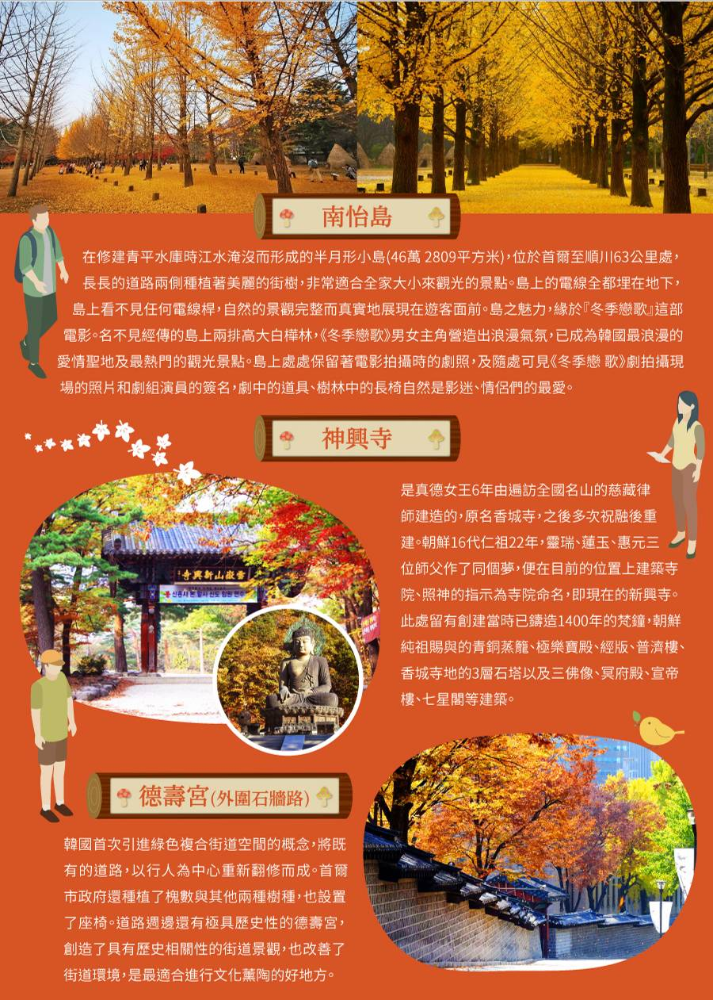 南怡島
在修建青平水庫時江水淹沒而形成的半月形小島(46萬 2809平方米)，位於首爾至順川63公里處，
長長的道路兩側種植著美麗的街樹，非常適合全家大小來觀光的景點。島上的電線全都埋在地下，
島上看不見任何電線桿，自然的景觀完整而真實地展現在遊客面前。島之魅力，緣於『冬季戀歌』這部
電影。名不見經傳的島上兩排高大白樺林，《冬季戀歌》男女主角營造出浪漫氣氛，已成為韓國最浪漫的
愛情聖地及最熱門的觀光景點。島上處處保留著電影拍攝時的劇照，及隨處可見《冬季戀 歌》劇拍攝現
場的照片和劇組演員的簽名，劇中的道具、樹林中的長椅自然是影迷、情侶們的最愛。
神興寺
是真德女王6年由遍訪全國名山的慈藏律
師建造的，原名香城寺，之後多次祝融後重
建。朝鮮16代仁祖22年，靈瑞、蓮玉、惠元三
位師父作了同個夢，便在目前的位置上建築寺
院、照神的指示為寺院命名，即現在的新興寺。
此處留有創建當時已鑄造1400年的梵鐘，朝鮮
純祖賜與的青銅蒸籠、極樂寶殿、經版、普濟樓、
香城寺地的3層石塔以及三佛像、冥府殿、宣帝
樓、七星閣等建築。
寺興新山嶽雪
신흥사 본·말사 신도 임원 연수
德壽宮(外圍石牆路)
韓國首次引進綠色複合街道空間的概念，將既
有的道路，以行人為中心重新翻修而成。首爾
市政府還種植了槐數與其他兩種樹種，也設置
了座椅。道路週邊還有極具歷史性的德壽宮，
創造了具有歷史相關性的街道景觀，也改善了
街道環境，是最適合進行文化薰陶的好地方。